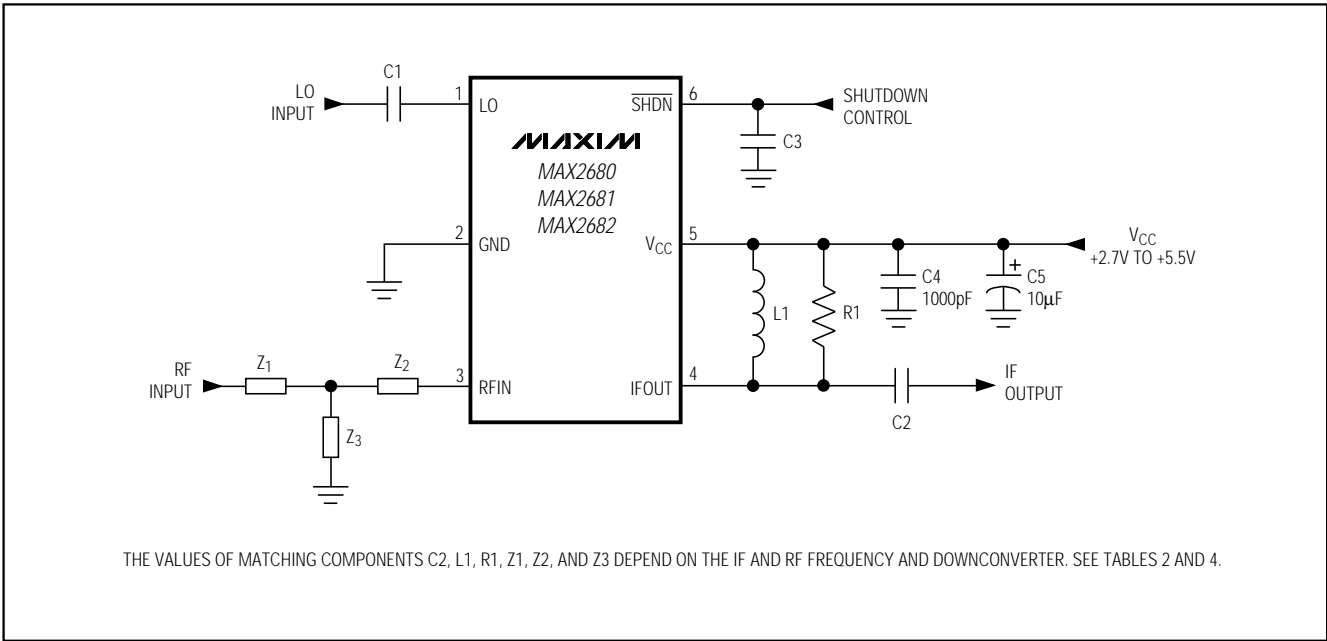 C1
LO
INPUT
1
LO
SHDN
6
SHUTDOWN
CONTROL
C3
MAXIM
MAX2680
MAX2681
MAX2682
2
GND
VCC
5
VCC
+2.7V TO +5.5V
C4
1000pF
+
C5
10µF
L1
R1
RF
INPUT
Z1
Z2
3
RFIN
IFOUT
4
IF
OUTPUT
C2
Z3
THE VALUES OF MATCHING COMPONENTS C2, L1, R1, Z1, Z2, AND Z3 DEPEND ON THE IF AND RF FREQUENCY AND DOWNCONVERTER. SEE TABLES 2 AND 4.